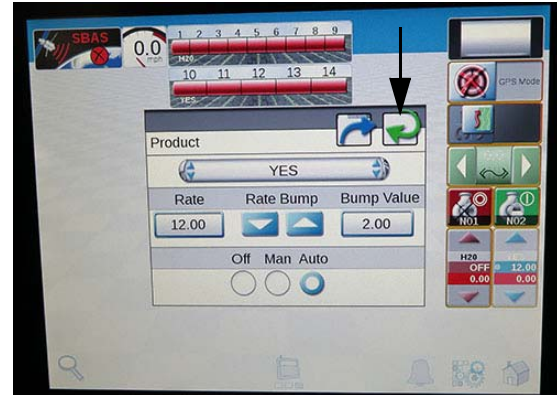 SBAS
0.0
mph
1 2 3 4 5 6 7 8 9
H20
10 11 12 13 14
YES
GPS Mode
Product
YES
Rate Rate Bump Bump Value
12.00 2.00
Off Man Auto
N01 N02
H20
OFF 12.00
0.00 0.00